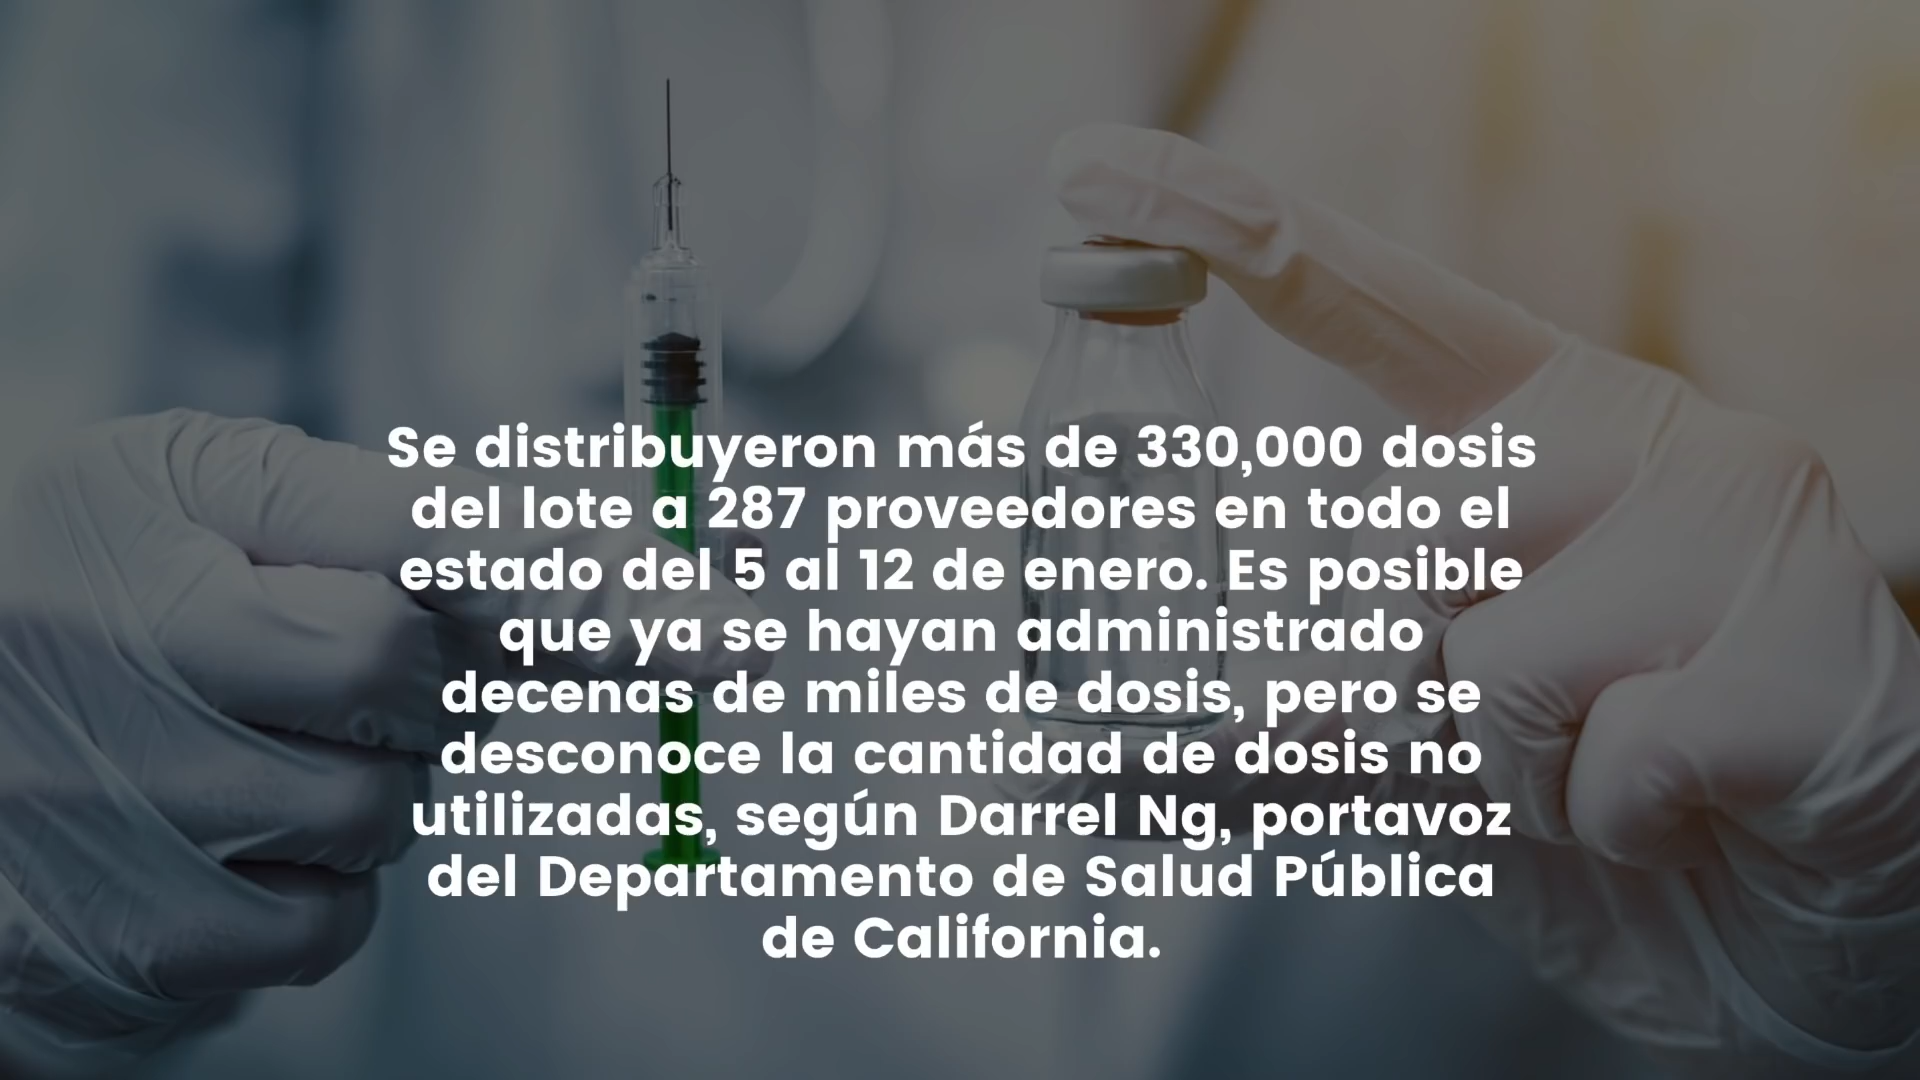 Se distribuyeron más de 330,000 dosis
del lote a 287 proveedores en todo el
estado del 5 al 12 de enero. Es posible
que ya se hayan administrado
decenas de miles de dosis, pero se
desconoce la cantidad de dosis no
utilizadas, según Darrel Ng, portavoz
del Departamento de Salud Pública
de California.